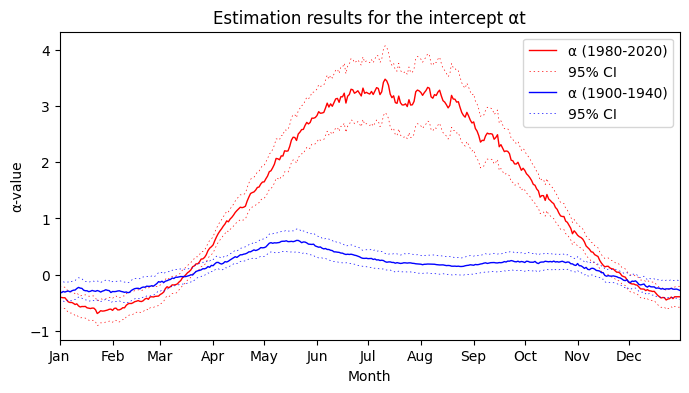 Estimation results for the intercept αt
α (1980-2020)
95% CI
α (1900-1940)
95% CI
α-value
4
3
2
1
0
−1
Jan Feb Mar Apr May Jun Jul Aug Sep Oct Nov Dec
Month